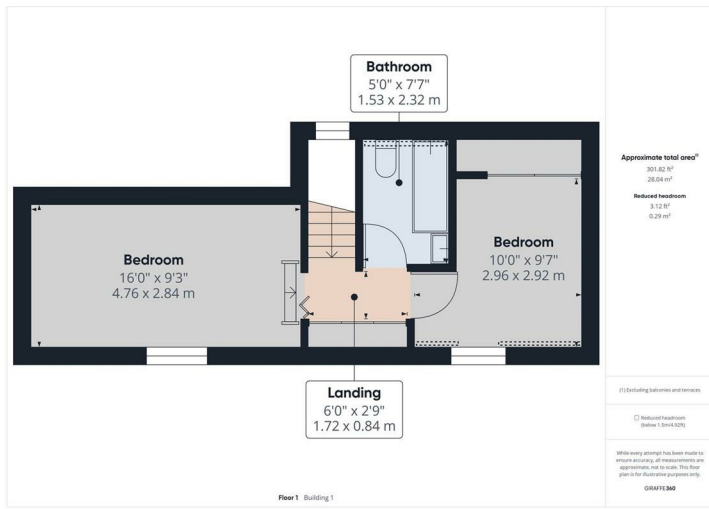 Bathroom
5'0" x 7'7"
1.53 x 2.32 m
Bedroom
16'0" x 9'3"
4.76 x 2.84 m
Bedroom
10'0" x 9'7"
2.96 x 2.92 m
Landing
6'0" x 2'9"
1.72 x 0.84 m
Floor 1 Building 1
Approximate total area(1)
301.82 ft²
28.04 m²
Reduced headroom
3.12 ft²
0.29 m²
(1) Excluding balconies and terraces
Reduced headroom
(below 1.5m/4.92ft)
While every attempt has been made to
ensure accuracy, all measurements are
approximate, not to scale. This floor
plan is for illustrative purposes only.
GIRAFFE360